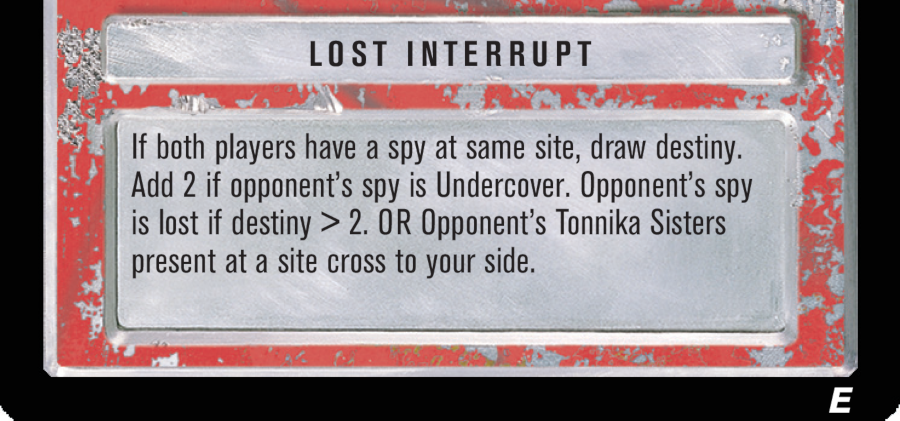 LOST INTERRUPT
If both players have a spy at same site, draw destiny.
Add 2 if opponent's spy is Undercover. Opponent's spy
is lost if destiny > 2. OR Opponent's Tonnika Sisters
present at a site cross to your side.
E